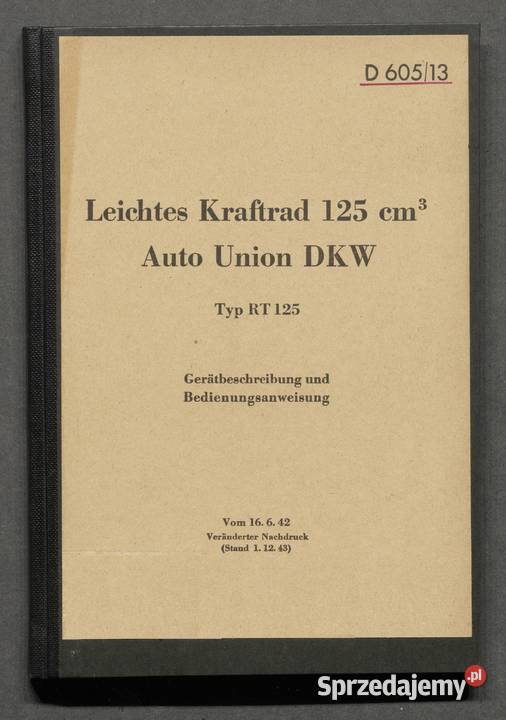 D 605/13
Leichtes Kraftrad 125 cm³
Auto Union DKW
Typ RT 125
Gerätbeschreibung und
Bedienungsanweisung
Vom 16. 6. 42
Veränderter Nachdruck
(Stand 1. 12. 43)
Sprzedajemy.pl